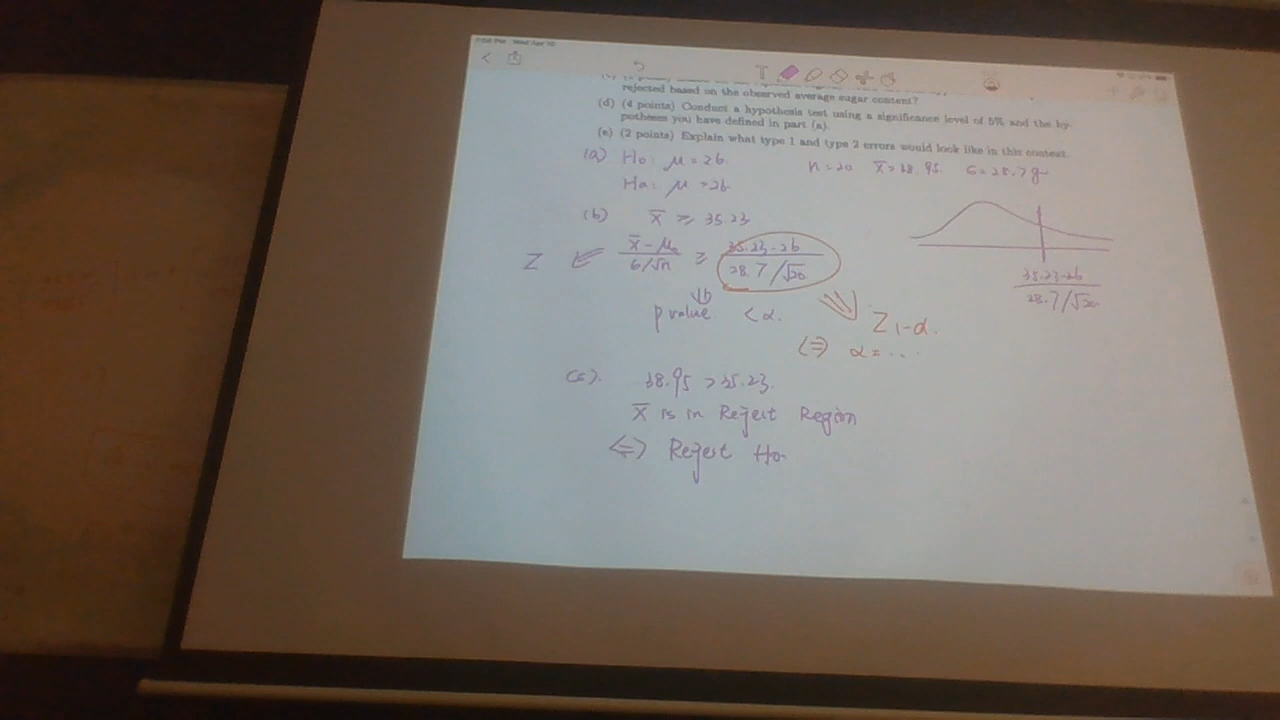 rejected based on the observed average sugar content?
(d) (4 points) Conduct a hypothesis test using a significance level of 5% and the hy-
potheses you have defined in part (a).
(e) (2 points) Explain what type 1 and type 2 errors would look like in this context.
(a) Ho: μ = 26
n=20 x̄=38.95 σ=28.7g
Ha: μ >26
(b) x̄ ≥ 35.23
Z ⇐ x̄-μ₀ / 6/√n ≥ 35.23-26 / 28.7/√20
35.23-26 / 28.7/√20
⇓
p value < α.
Z 1-α.
⇔ α = ...
(c). 38.95 > 35.23.
x̄ is in Reject Region
⇔ Reject Ho